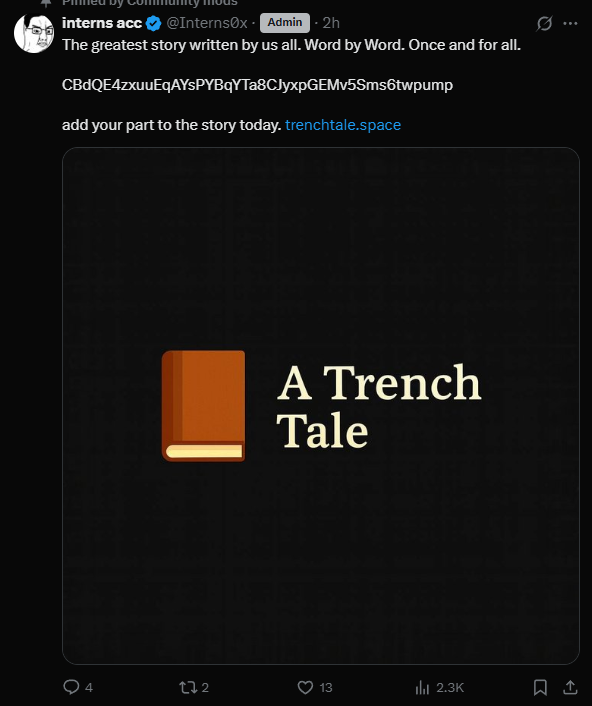 Pinned by Community mods
interns acc @Interns0x · Admin · 2h
The greatest story written by us all. Word by Word. Once and for all.
CBdQE4zxuuEqAYsPYBqYTa8CJyxpGEMv5Sms6twpump
add your part to the story today. trenchtale.space
A Trench
Tale
4 2 13 2.3K